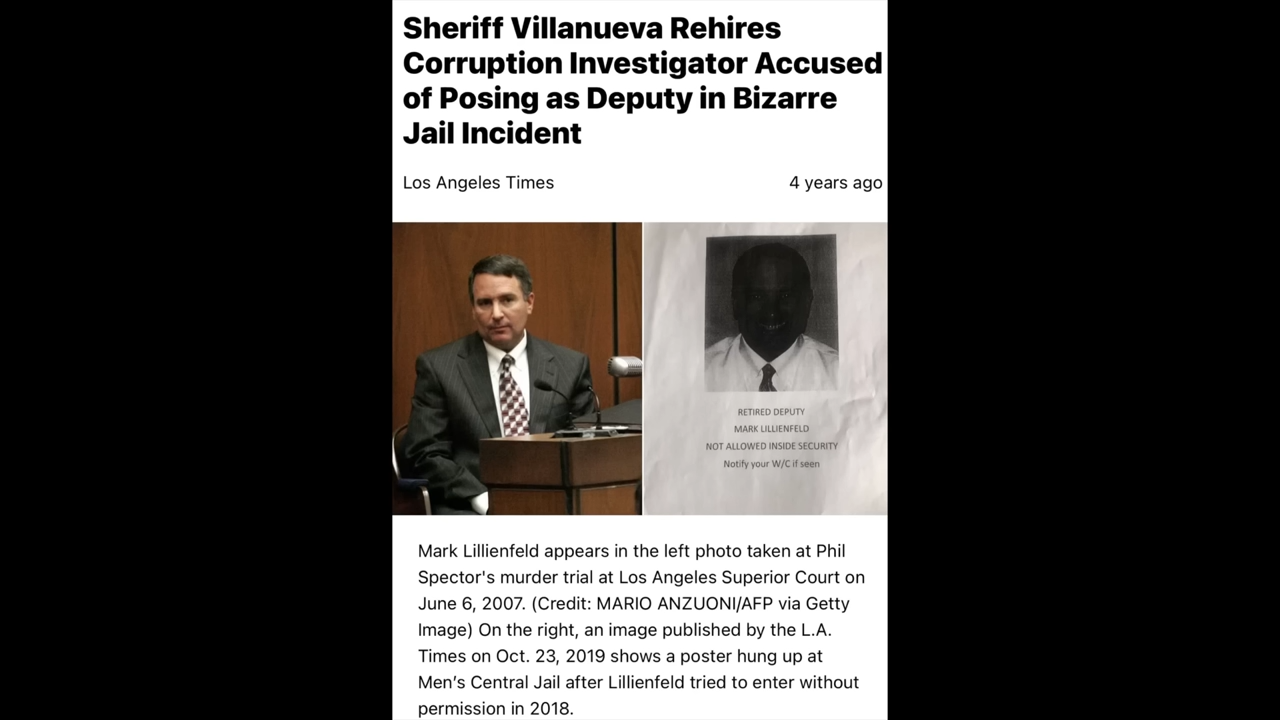 Sheriff Villanueva Rehires
Corruption Investigator Accused
of Posing as Deputy in Bizarre
Jail Incident
Los Angeles Times
4 years ago
RETIRED DEPUTY
MARK LILLIENFELD
NOT ALLOWED INSIDE SECURITY
Notify your W/C if seen
Mark Lillienfeld appears in the left photo taken at Phil
Spector's murder trial at Los Angeles Superior Court on
June 6, 2007. (Credit: MARIO ANZUONI/AFP via Getty
Image) On the right, an image published by the L.A.
Times on Oct. 23, 2019 shows a poster hung up at
Men’s Central Jail after Lillienfeld tried to enter without
permission in 2018.